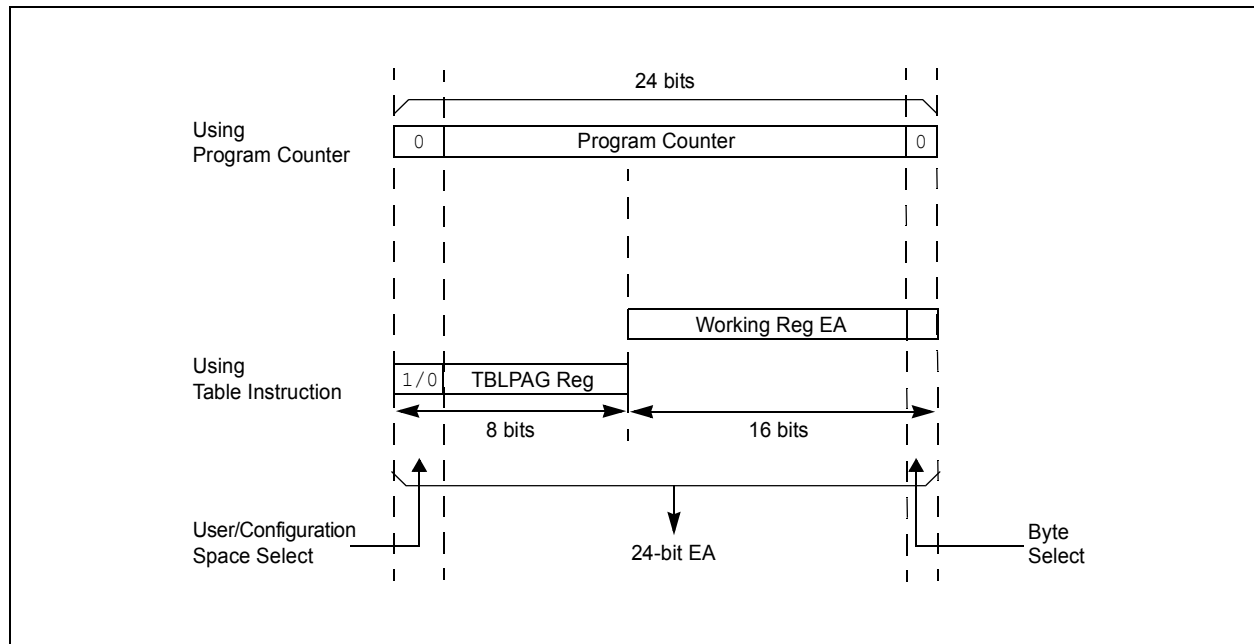 24 bits
Using
Program Counter
0
Program Counter
0
Working Reg EA
Using
Table Instruction
1/0
TBLPAG Reg
8 bits
16 bits
User/Configuration
Space Select
24-bit EA
Byte
Select